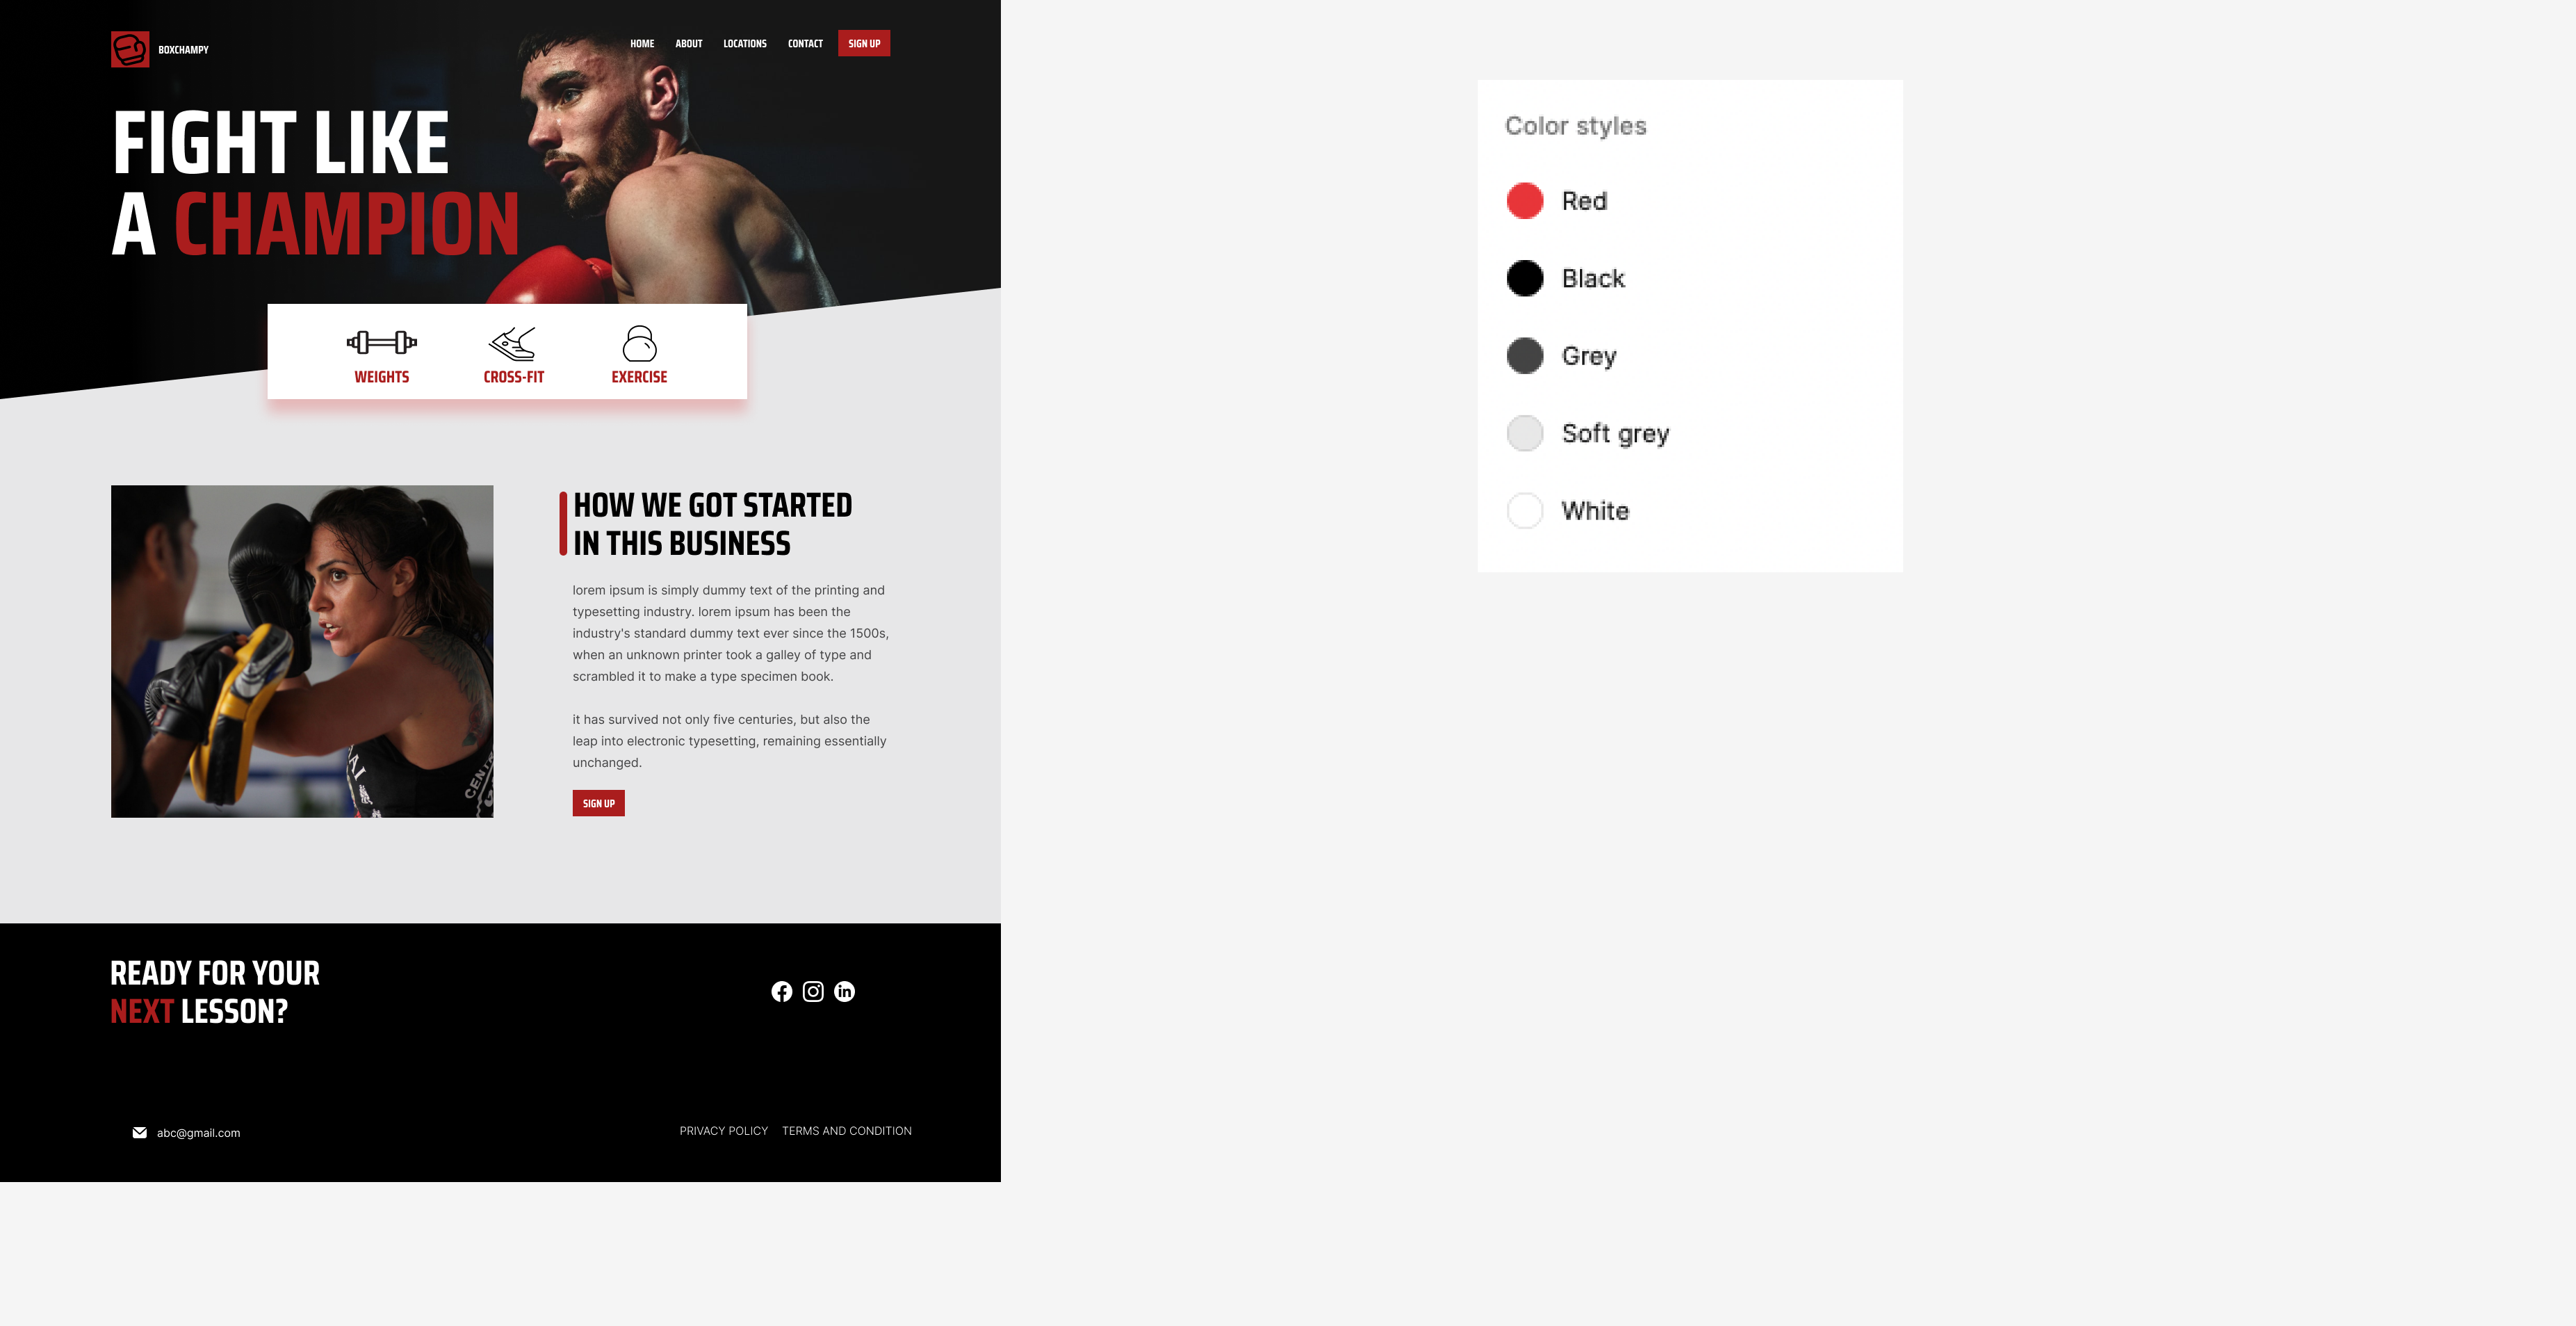 BOXCHAMPY
HOME ABOUT LOCATIONS CONTACT SIGN UP
FIGHT LIKE
A CHAMPION
WEIGHTS CROSS-FIT EXERCISE
HOW WE GOT STARTED
IN THIS BUSINESS
lorem ipsum is simply dummy text of the printing and
typesetting industry. lorem ipsum has been the
industry's standard dummy text ever since the 1500s,
when an unknown printer took a galley of type and
scrambled it to make a type specimen book.
it has survived not only five centuries, but also the
leap into electronic typesetting, remaining essentially
unchanged.
SIGN UP
READY FOR YOUR
NEXT LESSON?
abc@gmail.com
PRIVACY POLICY TERMS AND CONDITION
Color styles
Red
Black
Grey
Soft grey
White